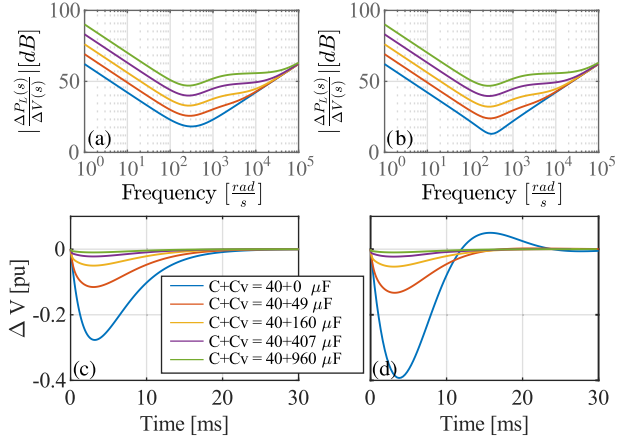 100
50
0
|ΔP_L(s)/ΔV(s)| [dB]
(a)
10^0 10^1 10^2 10^3 10^4 10^5
Frequency [rad/s]
100
50
0
|ΔP_L(s)/ΔV(s)| [dB]
(b)
10^0 10^1 10^2 10^3 10^4 10^5
Frequency [rad/s]
0
-0.2
-0.4
Δ V [pu]
(c)
0 10 20 30
Time [ms]
C+Cv = 40+0 μF
C+Cv = 40+49 μF
C+Cv = 40+160 μF
C+Cv = 40+407 μF
C+Cv = 40+960 μF
(d)
0 10 20 30
Time [ms]